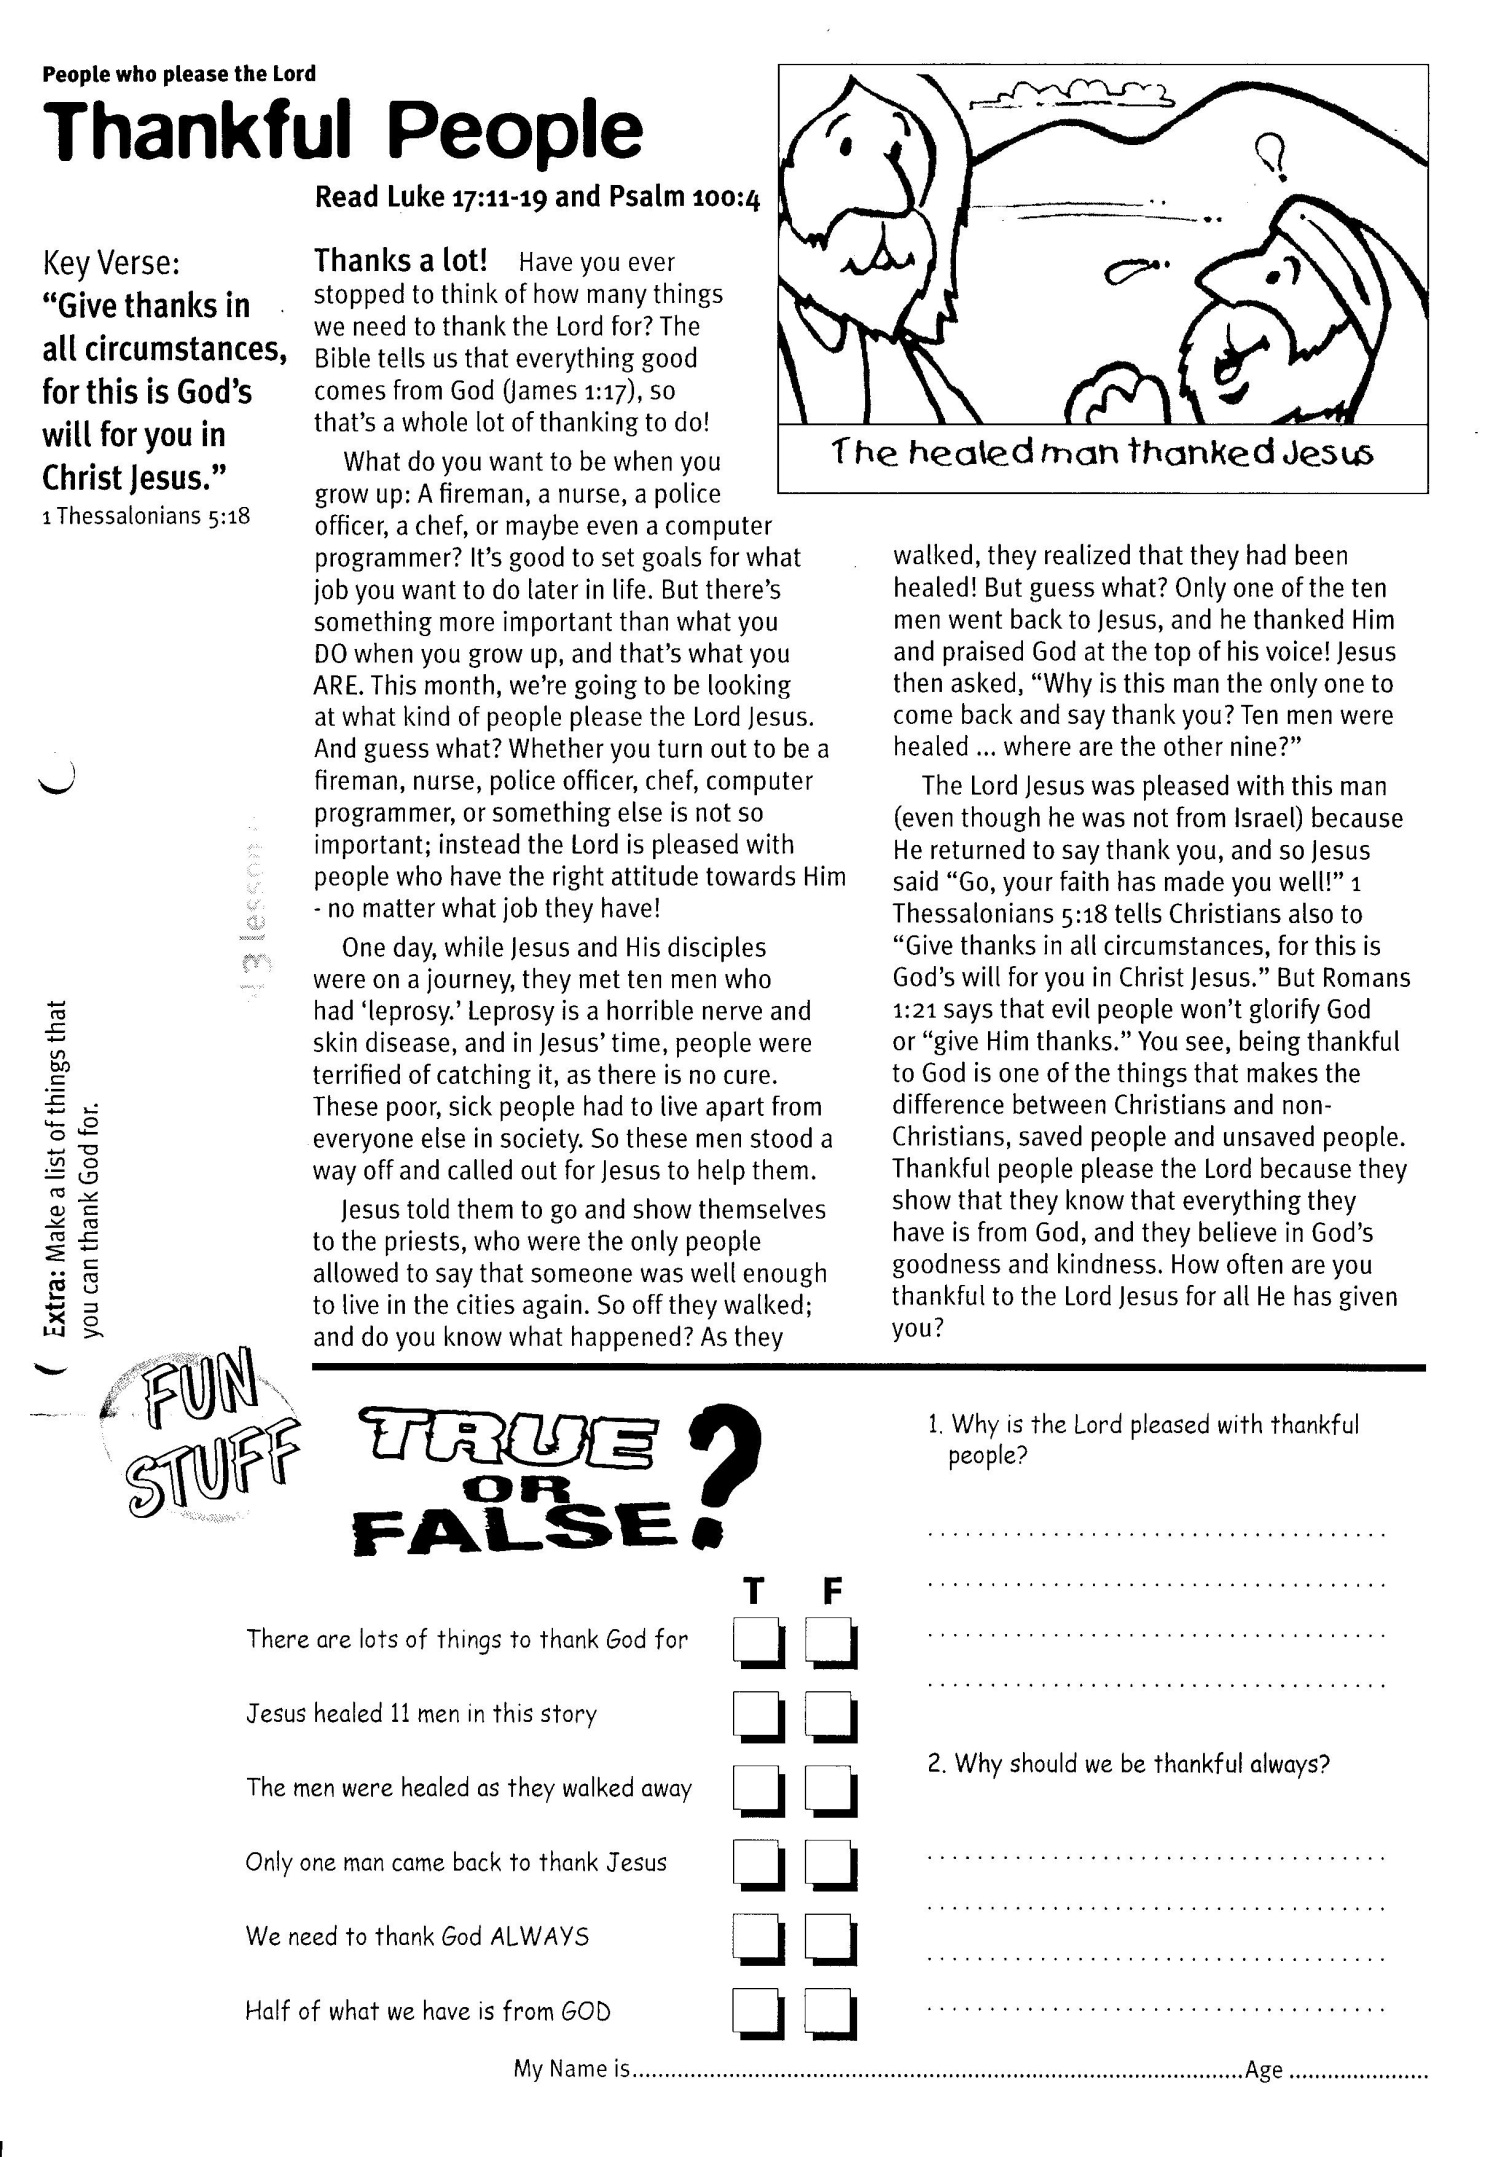 People who please the Lord
Thankful People
Read Luke 17:11-19 and Psalm 100:4
Key Verse:
“Give thanks in
all circumstances,
for this is God’s
will for you in
Christ Jesus.”
1 Thessalonians 5:18
Thanks a lot! Have you ever
stopped to think of how many things
we need to thank the Lord for? The
Bible tells us that everything good
comes from God (James 1:17), so
that’s a whole lot of thanking to do!
What do you want to be when you
grow up: A fireman, a nurse, a police
officer, a chef, or maybe even a computer
programmer? It’s good to set goals for what
job you want to do later in life. But there’s
something more important than what you
DO when you grow up, and that’s what you
ARE. This month, we’re going to be looking
at what kind of people please the Lord Jesus.
And guess what? Whether you turn out to be a
fireman, nurse, police officer, chef, computer
programmer, or something else is not so
important; instead the Lord is pleased with
people who have the right attitude towards Him
- no matter what job they have!
One day, while Jesus and His disciples
were on a journey, they met ten men who
had ‘leprosy.’ Leprosy is a horrible nerve and
skin disease, and in Jesus’ time, people were
terrified of catching it, as there is no cure.
These poor, sick people had to live apart from
everyone else in society. So these men stood a
way off and called out for Jesus to help them.
Jesus told them to go and show themselves
to the priests, who were the only people
allowed to say that someone was well enough
to live in the cities again. So off they walked;
and do you know what happened? As they
The healed man thanked Jesus
walked, they realized that they had been
healed! But guess what? Only one of the ten
men went back to Jesus, and he thanked Him
and praised God at the top of his voice! Jesus
then asked, “Why is this man the only one to
come back and say thank you? Ten men were
healed ... where are the other nine?”
The Lord Jesus was pleased with this man
(even though he was not from Israel) because
He returned to say thank you, and so Jesus
said “Go, your faith has made you well!” 1
Thessalonians 5:18 tells Christians also to
“Give thanks in all circumstances, for this is
God’s will for you in Christ Jesus.” But Romans
1:21 says that evil people won’t glorify God
or “give Him thanks.” You see, being thankful
to God is one of the things that makes the
difference between Christians and non-
Christians, saved people and unsaved people.
Thankful people please the Lord because they
show that they know that everything they
have is from God, and they believe in God’s
goodness and kindness. How often are you
thankful to the Lord Jesus for all He has given
you?
Extra: Make a list of things that
you can thank God for.
FUN
STUFF
TRUE
OR
FALSE?
T F
There are lots of things to thank God for
Jesus healed 11 men in this story
The men were healed as they walked away
Only one man came back to thank Jesus
We need to thank God ALWAYS
Half of what we have is from GOD
1. Why is the Lord pleased with thankful
people?
2. Why should we be thankful always?
My Name is Age